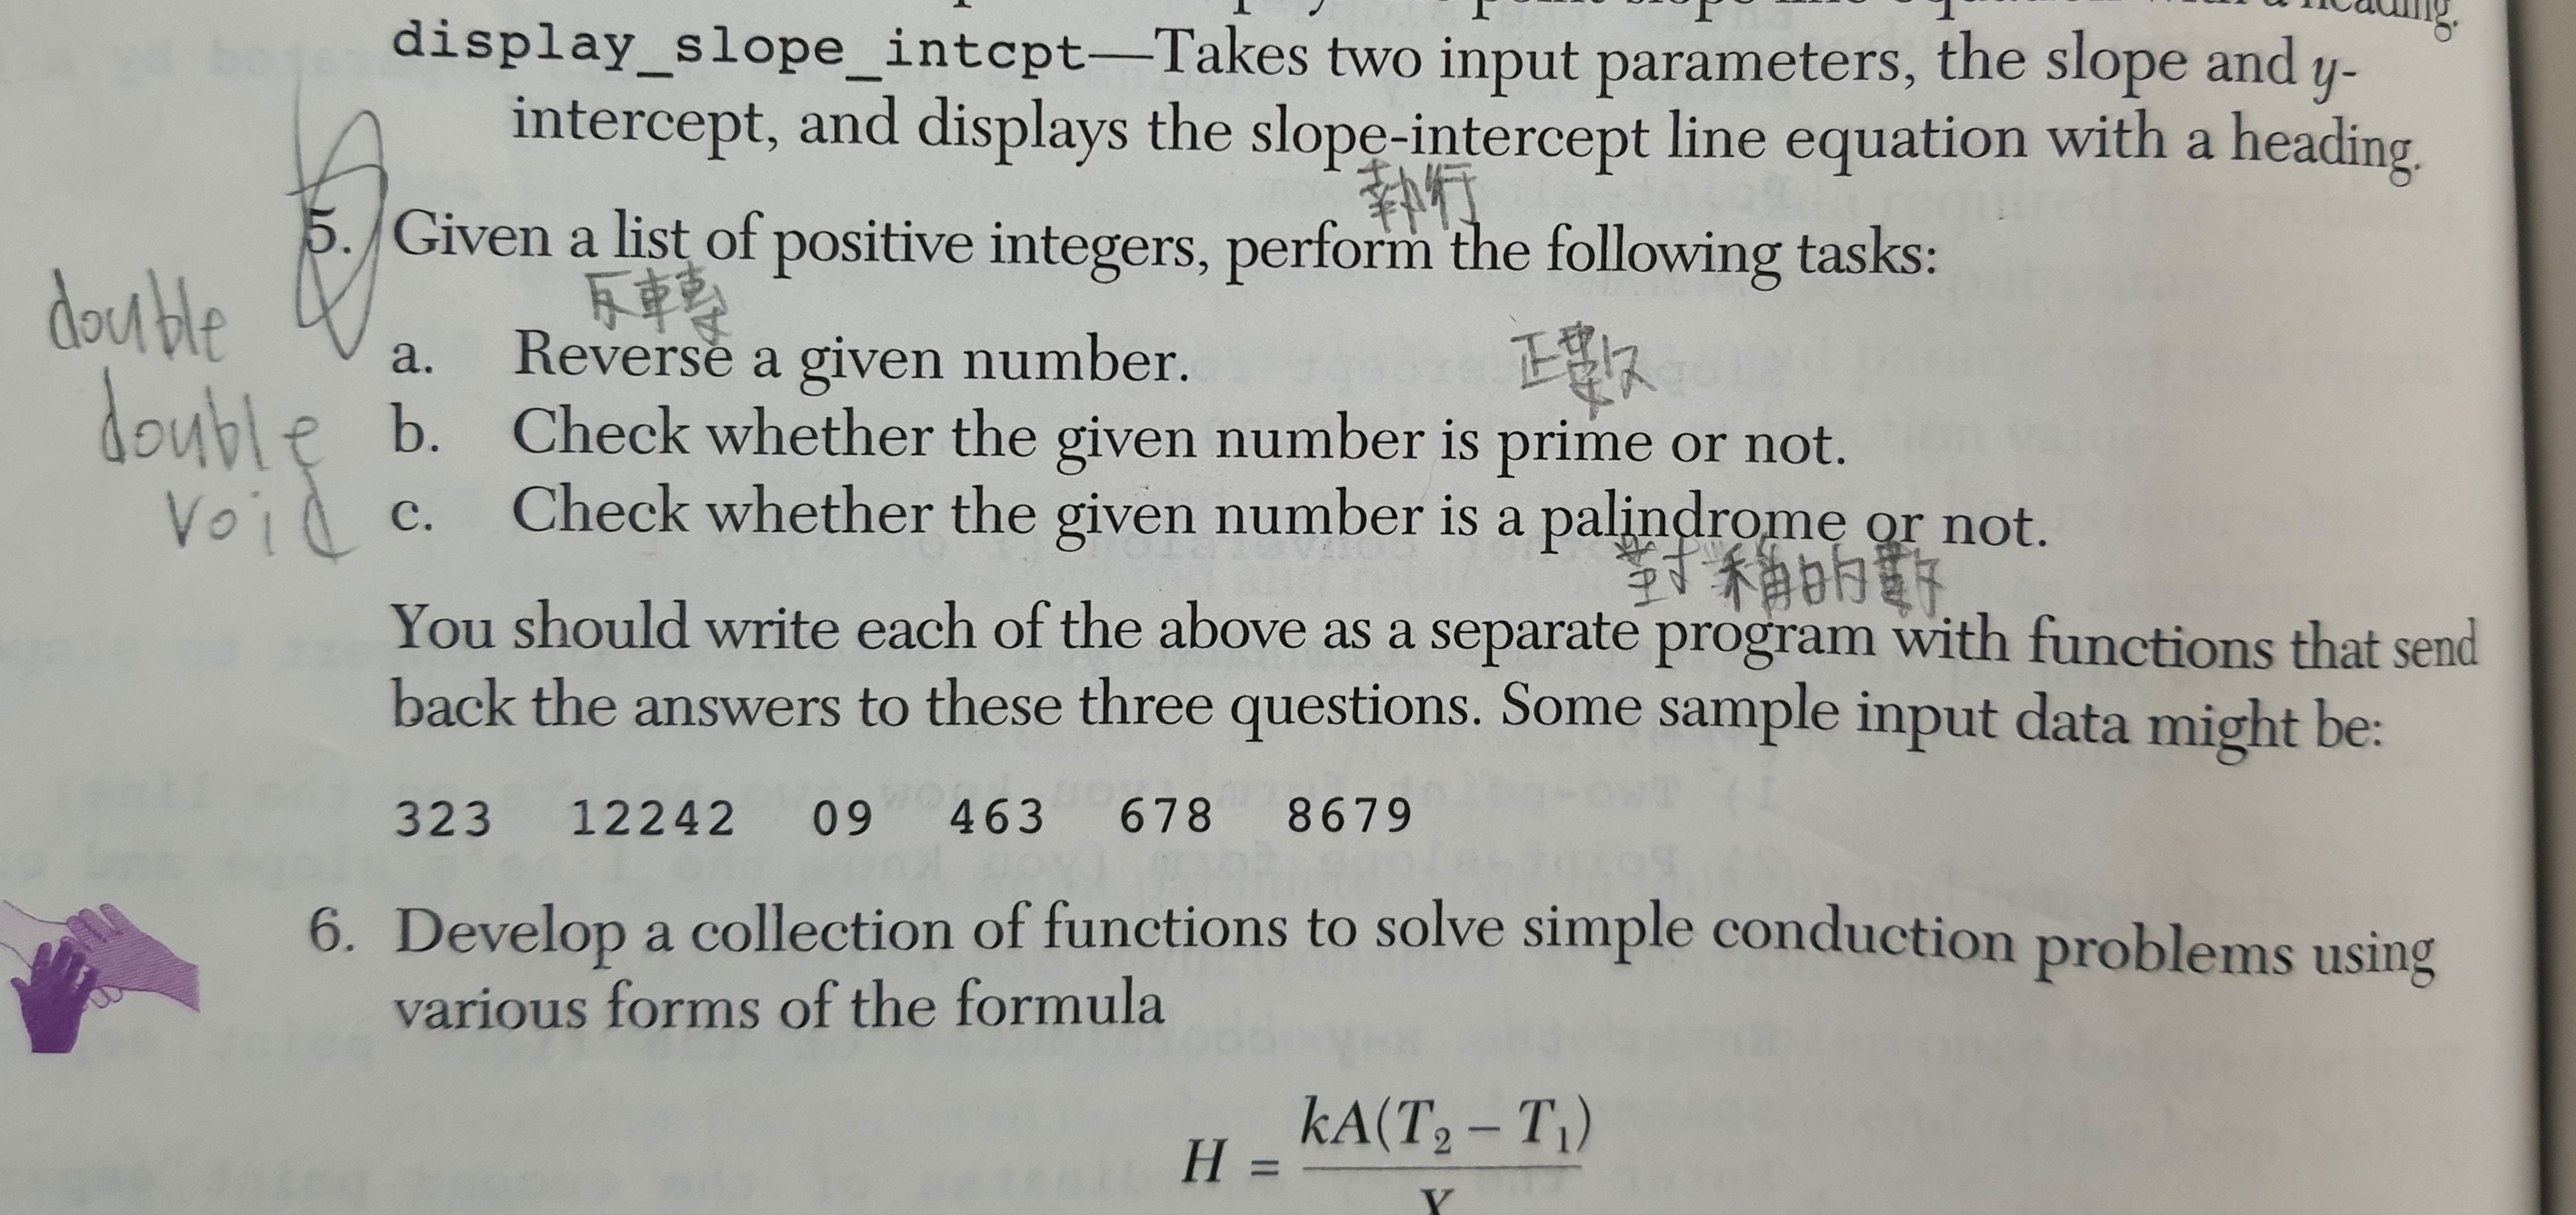 display_slope_intcpt—Takes two input parameters, the slope and y-
intercept, and displays the slope-intercept line equation with a heading.
執行
5. Given a list of positive integers, perform the following tasks:
反轉
double
a. Reverse a given number.
正數
double
b. Check whether the given number is prime or not.
void
c. Check whether the given number is a palindrome or not.
對稱的數
You should write each of the above as a separate program with functions that send
back the answers to these three questions. Some sample input data might be:
323 12242 09 463 678 8679
6. Develop a collection of functions to solve simple conduction problems using
various forms of the formula
H = kA(T₂ – T₁)
X